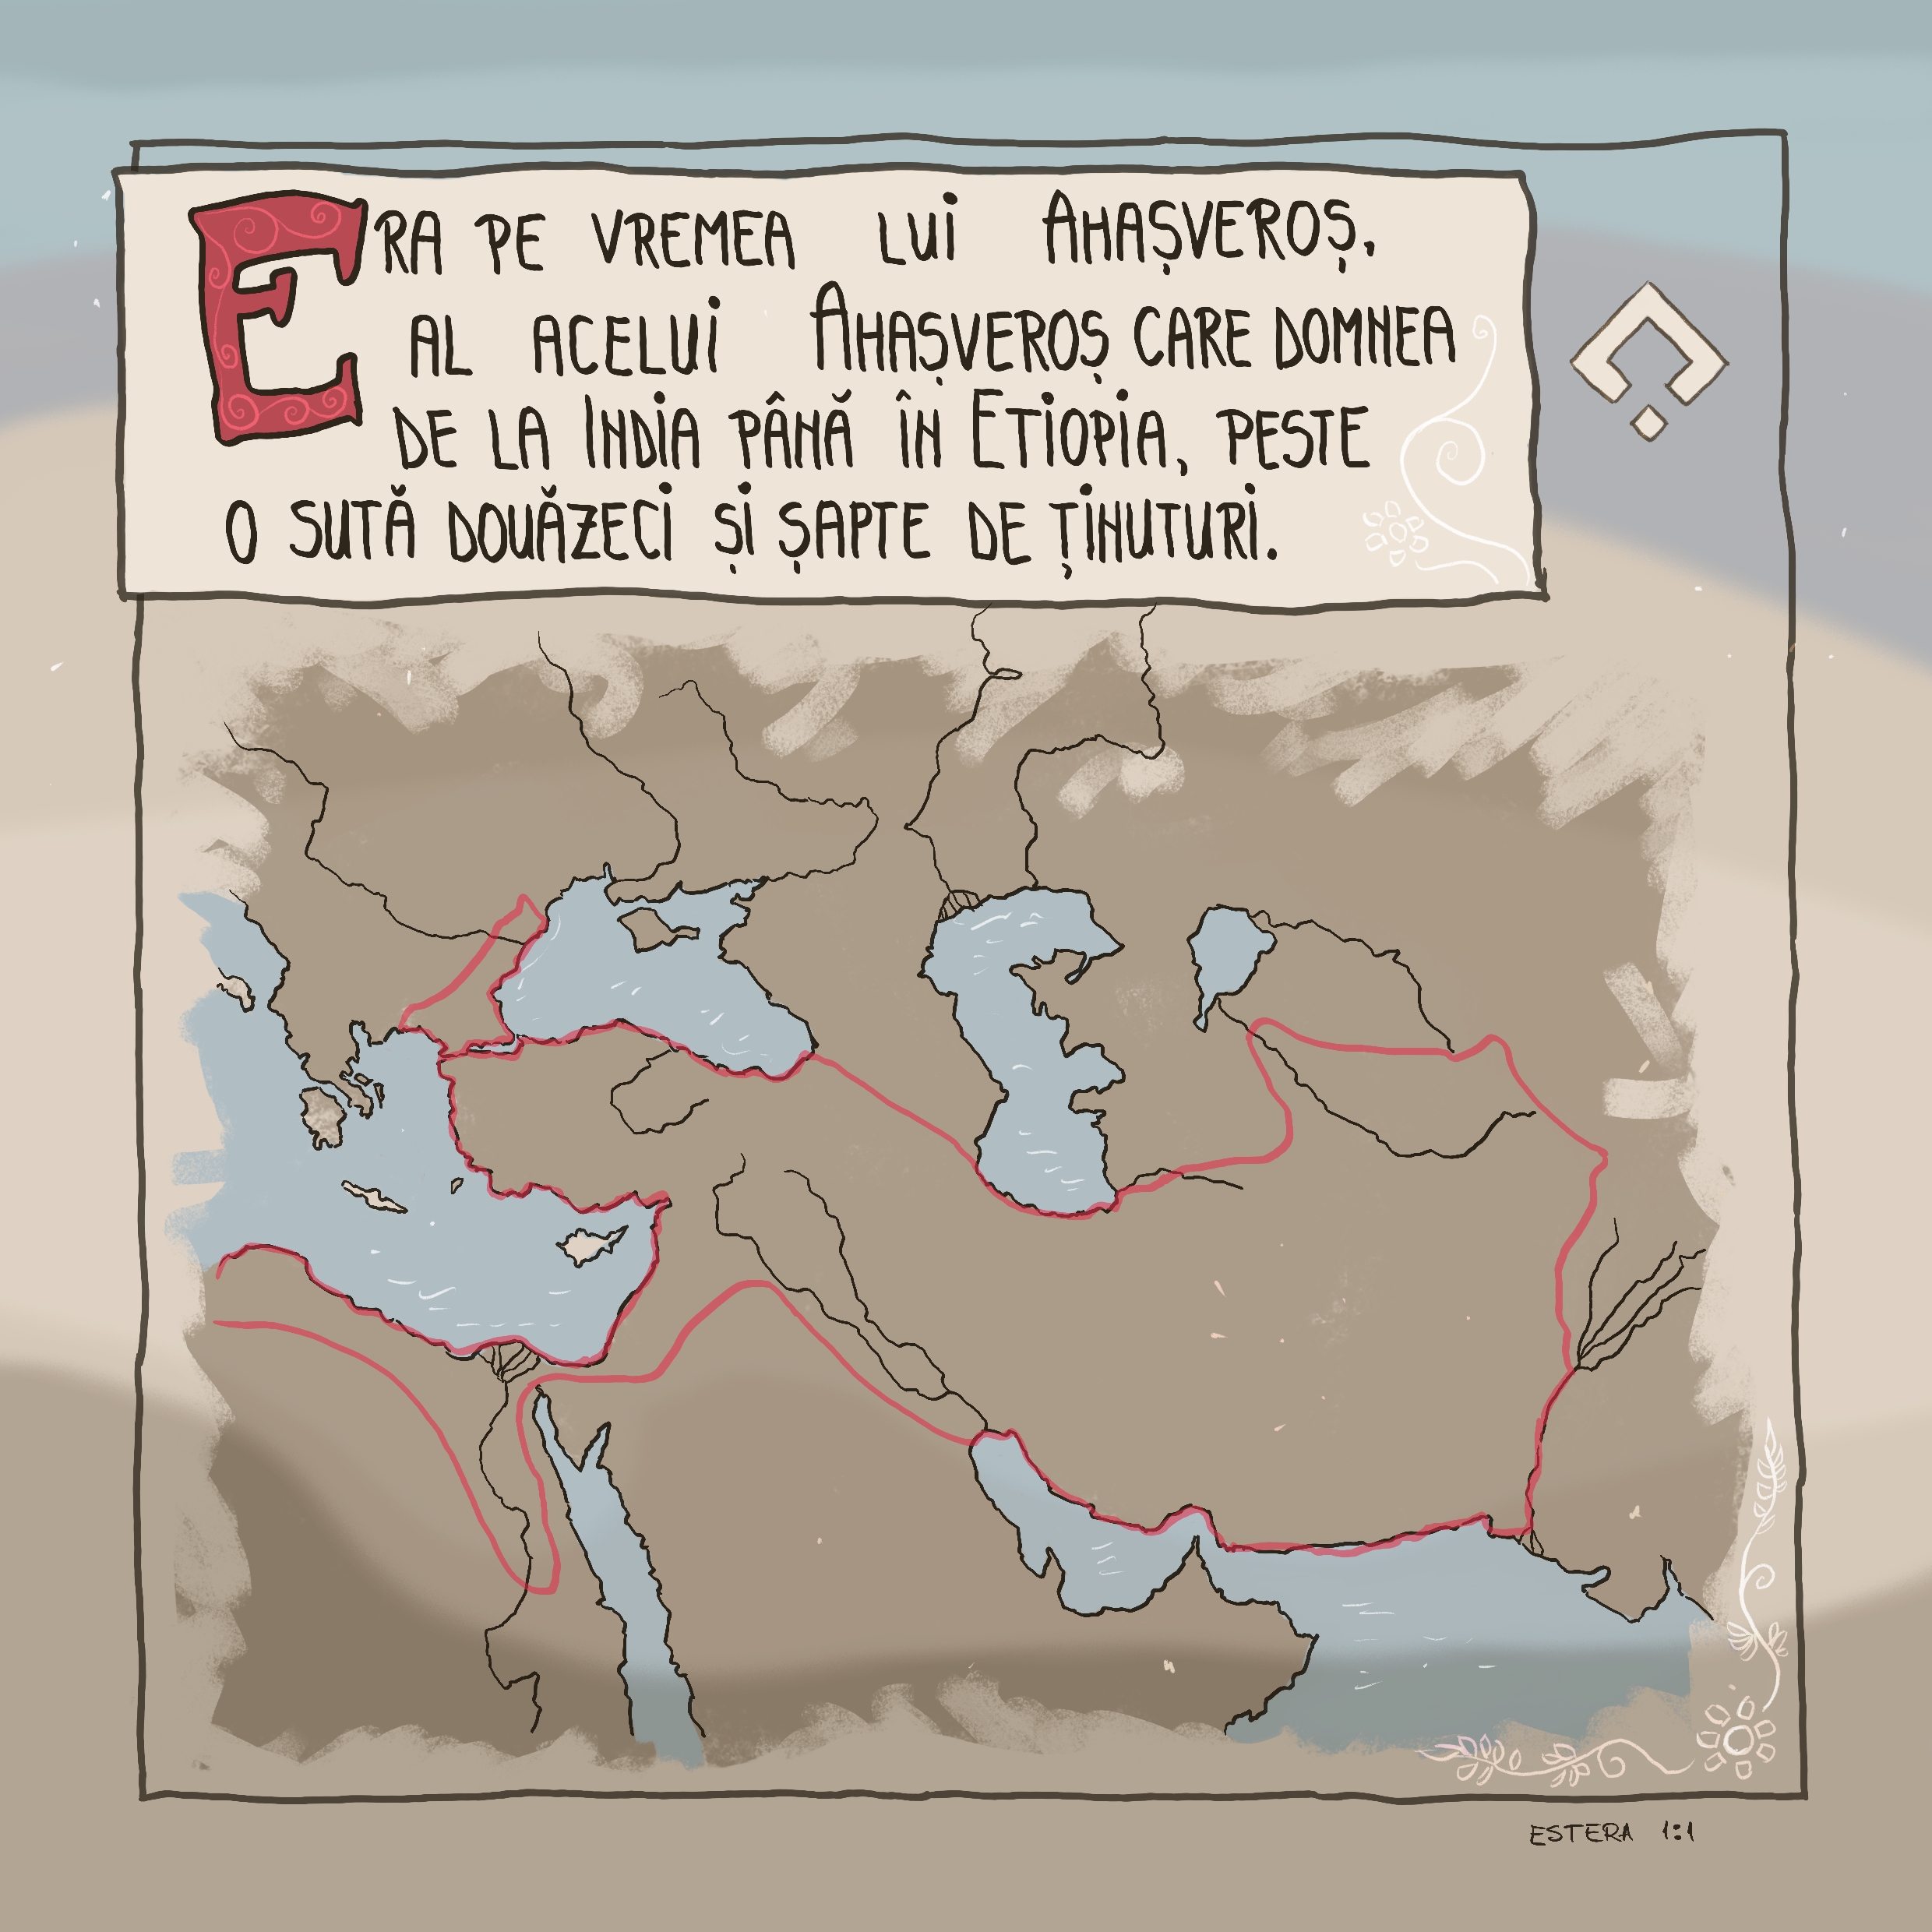 Era pe vremea lui Ahașveroș,
al acelui Ahașveroș care domnea
de la India până în Etiopia, peste
o sută douăzeci și șapte de ținuturi.
ESTERA 1:1